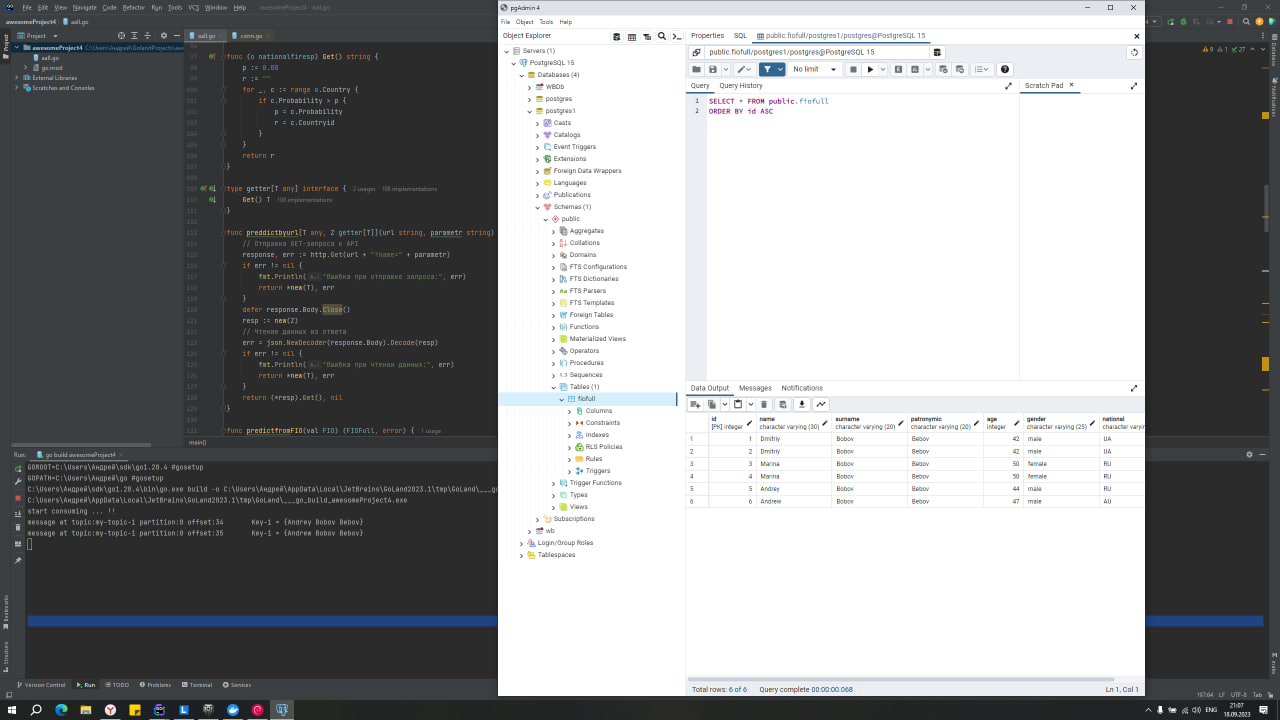 File Edit View Navigate Code Refactor Run Tools VCS Window Help awesomeProject4 - aall.go
awesomeProject4 aall.go
Project
awesomeProject4 C:\Users\Андрей\GolandProjects\awe
aall.go
go.mod
External Libraries
Scratches and Consoles
aall.go conn.go
func (o nationalfiresp) Get() string {
p := 0.00
r := ""
for _, c := range o.Country {
if c.Probability > p {
p = c.Probability
r = c.Countryid
}
}
return r
}
type getter[T any] interface { 2 usages 106 implementations
Get() T 108 implementations
}
func preddictbyurl[T any, Z getter[T]](url string, parametr string)
// Отправка GET-запроса к API
response, err := http.Get(url + "?name=" + parametr)
if err != nil {
fmt.Println( a...: "Ошибка при отправке запроса:", err)
return *new(T), err
}
defer response.Body.Close()
resp := new(Z)
// Чтение данных из ответа
err = json.NewDecoder(response.Body).Decode(resp)
if err != nil {
fmt.Println( a...: "Ошибка при чтении данных:", err)
return *new(T), err
}
return (*resp).Get(), nil
}
func predictfromFIO(val FIO) (FIOFull, error) { 1 usage
main()
Run: go build awesomeProject4
GOROOT=C:\Users\Андрей\sdk\go1.20.4 #gosetup
GOPATH=C:\Users\Андрей\go #gosetup
C:\Users\Андрей\sdk\go1.20.4\bin\go.exe build -o C:\Users\Андрей\AppData\Local\JetBrains\GoLand2023.1\tmp\GoLand\___go
C:\Users\Андрей\AppData\Local\JetBrains\GoLand2023.1\tmp\GoLand\___go_build_awesomeProject4.exe
start consuming ... !!
message at topic:my-topic-1 partition:0 offset:34 Key-1 = {Andrey Bobov Bebov}
message at topic:my-topic-1 partition:0 offset:35 Key-1 = {Andrew Bobov Bebov}
Version Control Run TODO Problems Terminal Services
pgAdmin 4
File Object Tools Help
Object Explorer
Servers (1)
PostgreSQL 15
Databases (4)
WBDb
postgres
postgres1
Casts
Catalogs
Event Triggers
Extensions
Foreign Data Wrappers
Languages
Publications
Schemas (1)
public
Aggregates
Collations
Domains
FTS Configurations
FTS Dictionaries
FTS Parsers
FTS Templates
Foreign Tables
Functions
Materialized Views
Operators
Procedures
Sequences
Tables (1)
fiofull
Columns
Constraints
Indexes
RLS Policies
Rules
Triggers
Trigger Functions
Types
Views
Subscriptions
wb
Login/Group Roles
Tablespaces
Properties SQL public.fiofull/postgres1/postgres@PostgreSQL 15
public.fiofull/postgres1/postgres@PostgreSQL 15
No limit
Query Query History
Scratch Pad
1 SELECT * FROM public.fiofull
2 ORDER BY id ASC
Data Output Messages Notifications
id name surname patronymic age gender national
[PK] integer character varying (30) character varying (20) character varying (20) integer character varying (25) character varyin
1 1 Dmitriy Bobov Bebov 42 male UA
2 2 Dmitriy Bobov Bebov 42 male UA
3 3 Marina Bobov Bebov 50 female RU
4 4 Marina Bobov Bebov 50 female RU
5 5 Andrey Bobov Bebov 44 male RU
6 6 Andrew Bobov Bebov 47 male AU
Total rows: 6 of 6 Query complete 00:00:00.068 Ln 1, Col 1
9 1 27
197:64 LF UTF-8 Tab
ENG 21:07
18.09.2023